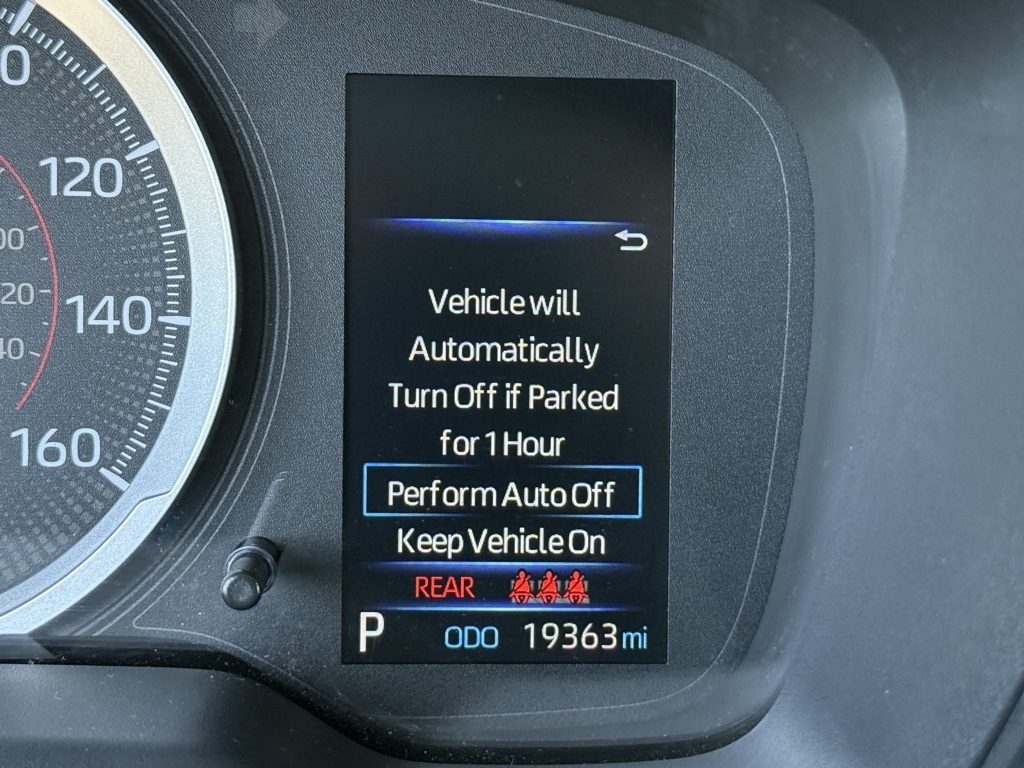 120
140
160
Vehicle will
Automatically
Turn Off if Parked
for 1 Hour
Perform Auto Off
Keep Vehicle On
REAR
P ODO 19363 mi